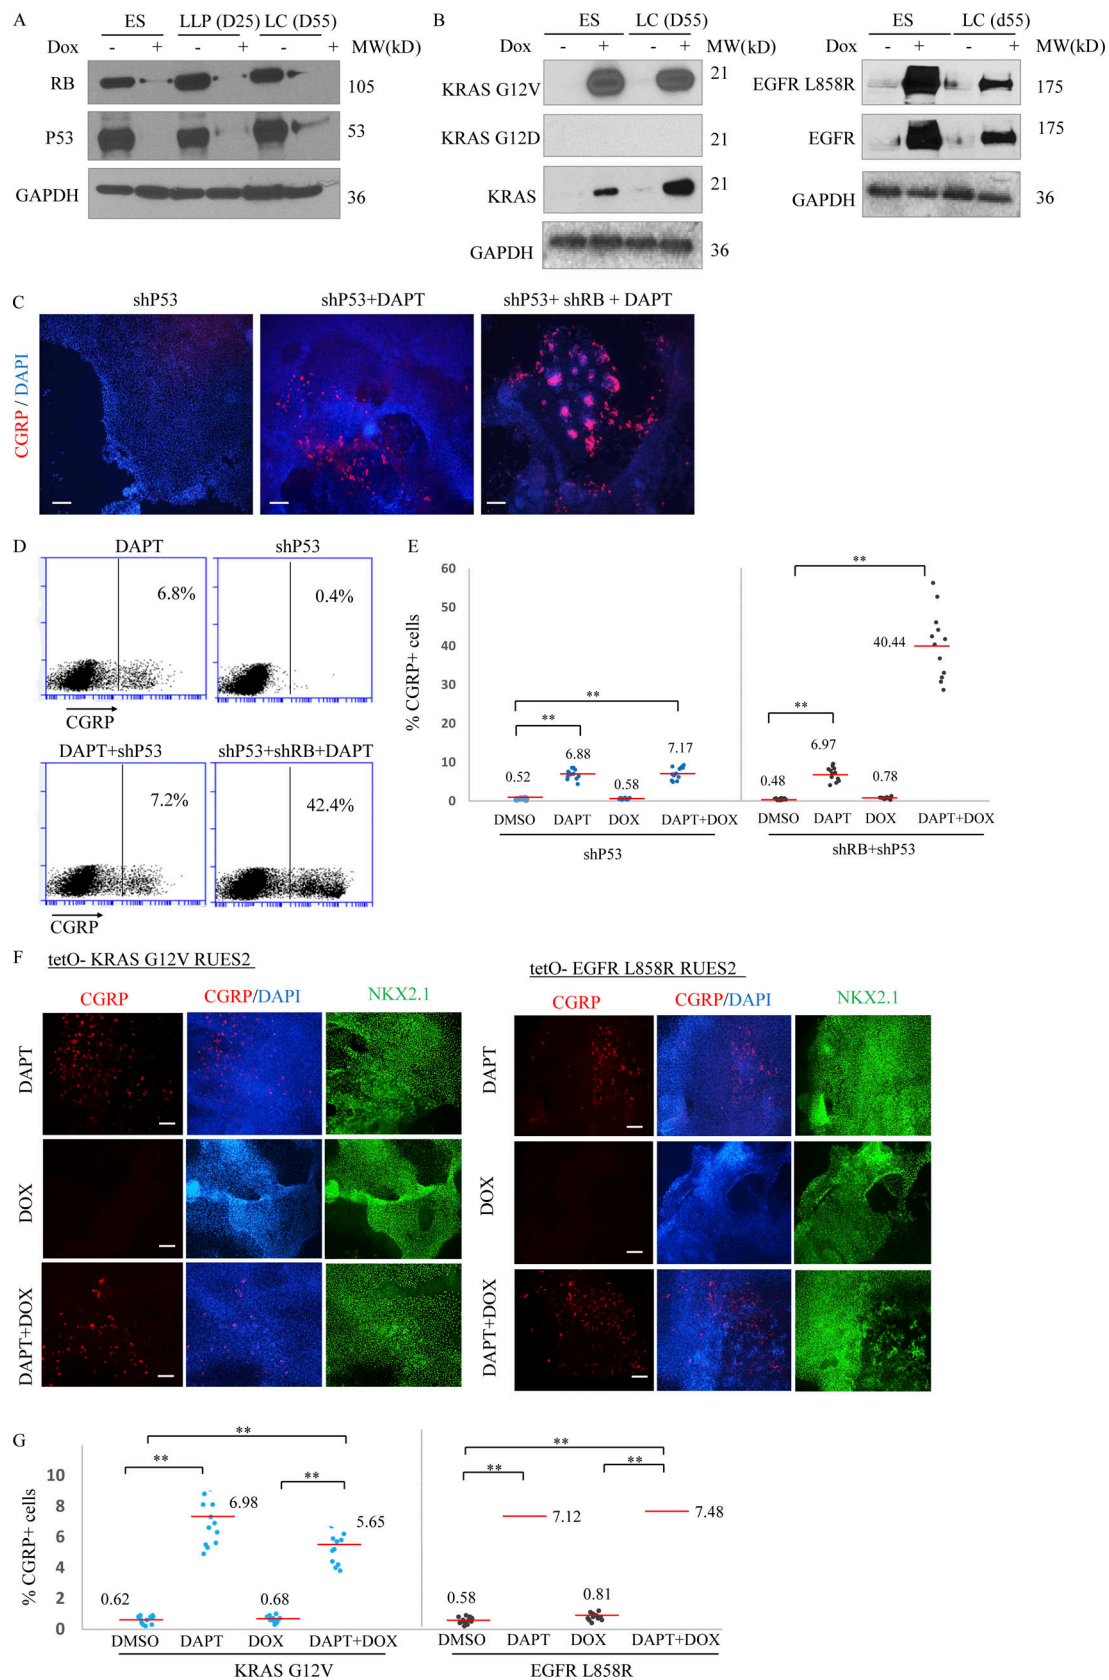 A
ES LLP (D25) LC (D55)
Dox - + - + - + MW(kD)
RB 105
P53 53
GAPDH 36
B
ES LC (D55)
Dox - + - + MW(kD)
KRAS G12V 21
KRAS G12D 21
KRAS 21
GAPDH 36
ES LC (d55)
Dox - + - + MW(kD)
EGFR L858R 175
EGFR 175
GAPDH 36
C
shP53 shP53+DAPT shP53+ shRB + DAPT
CGRP / DAPI
D
DAPT shP53
6.8% 0.4%
CGRP
DAPT+shP53 shP53+shRB+DAPT
7.2% 42.4%
CGRP
E
% CGRP+ cells
60
50
40
30
20
10
0
** ** ** **
0.52 6.88 0.58 7.17 0.48 6.97 0.78 40.44
DMSO DAPT DOX DAPT+DOX DMSO DAPT DOX DAPT+DOX
shP53 shRB+shP53
F
tetO- KRAS G12V RUES2
CGRP CGRP/DAPI NKX2.1
DAPT
DOX
DAPT+DOX
tetO- EGFR L858R RUES2
CGRP CGRP/DAPI NKX2.1
DAPT
DOX
DAPT+DOX
G
% CGRP+ cells
10
8
6
4
2
0
** ** ** ** ** **
0.62 6.98 0.68 5.65 0.58 7.12 0.81 7.48
DMSO DAPT DOX DAPT+DOX DMSO DAPT DOX DAPT+DOX
KRAS G12V EGFR L858R